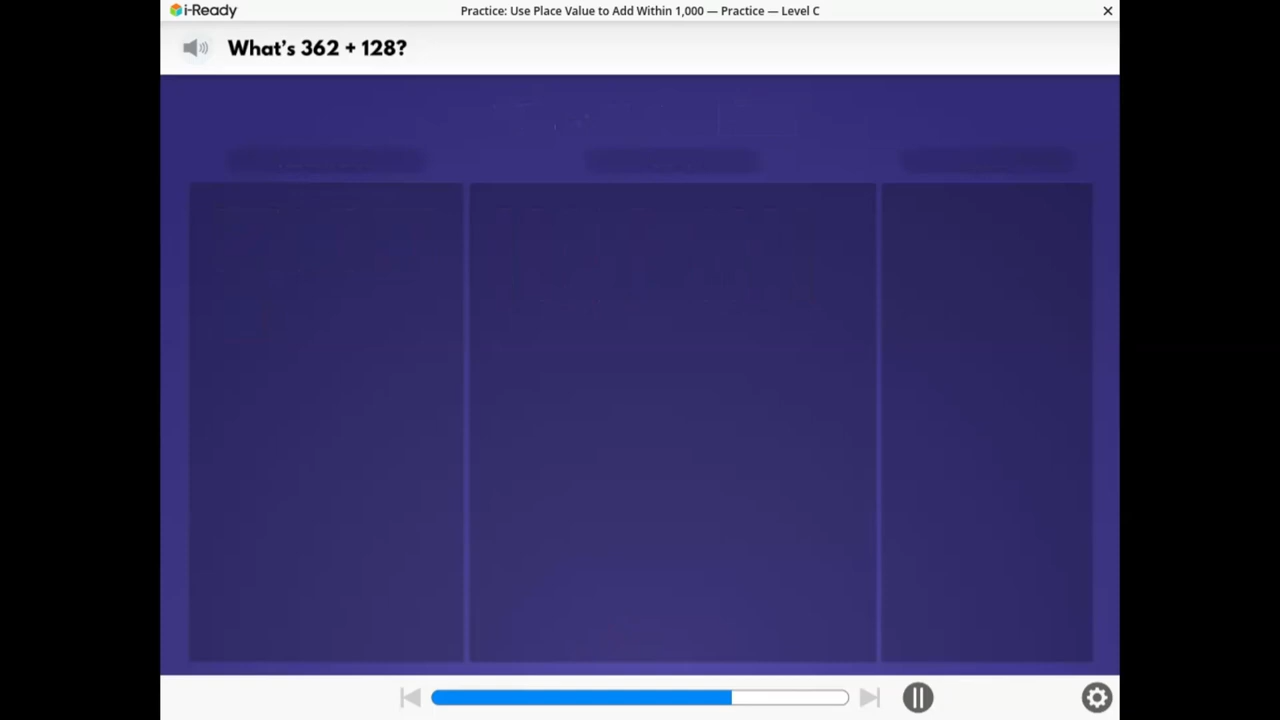 i-Ready
Practice: Use Place Value to Add Within 1,000 — Practice — Level C
What's 362 + 128?